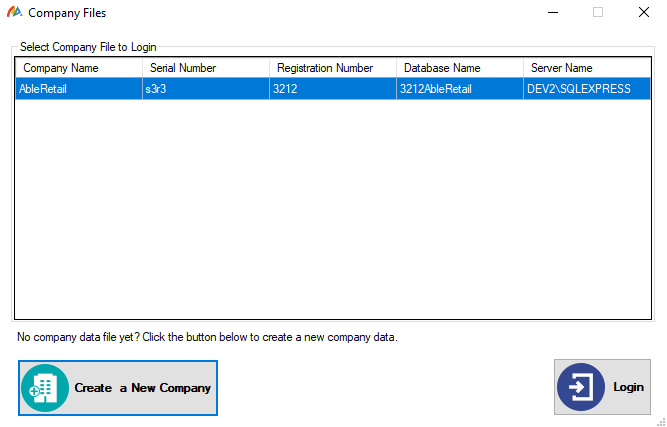 Company Files
Select Company File to Login
Company Name Serial Number Registration Number Database Name Server Name
AbleRetail s3r3 3212 3212AbleRetail DEV2\SQLEXPRESS
No company data file yet? Click the button below to create a new company data.
Create a New Company Login